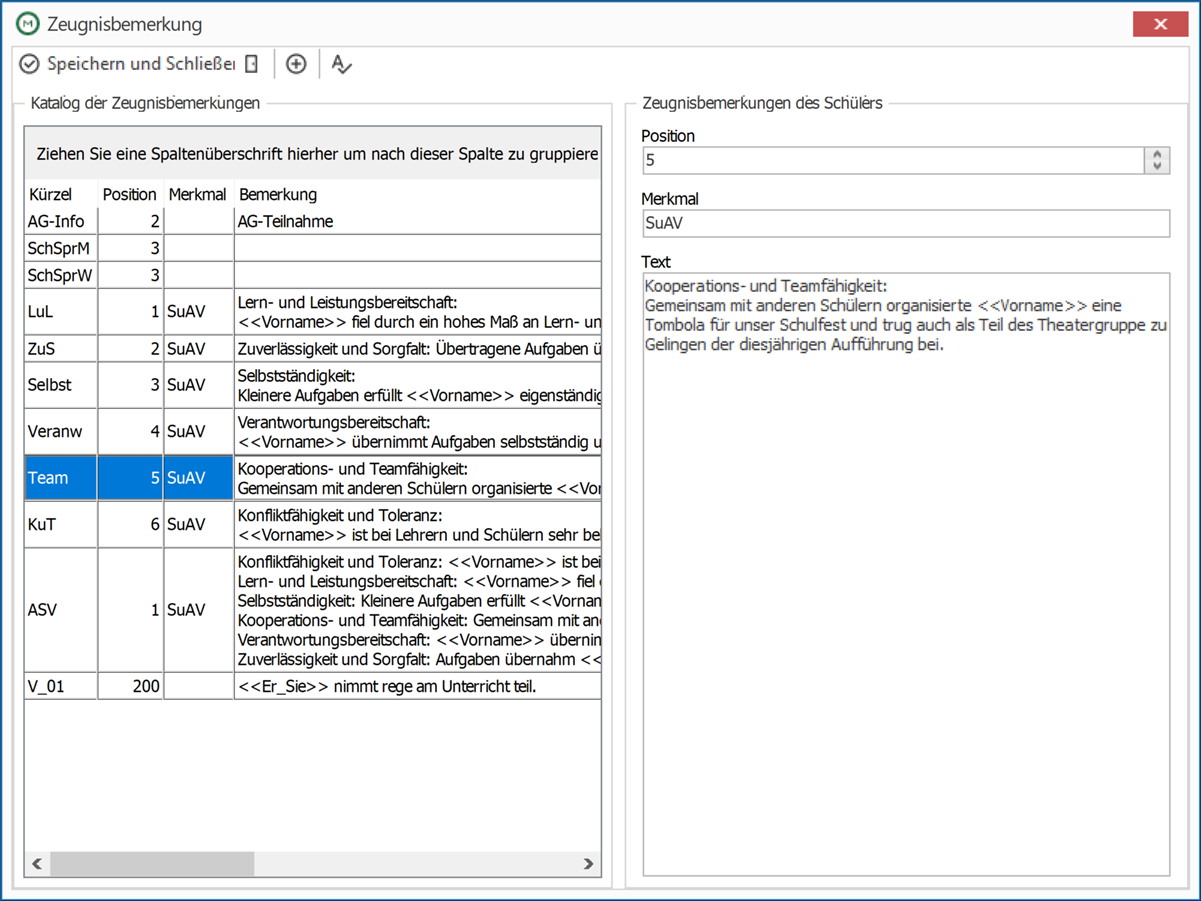 Zeugnisbemerkung
Speichern und Schließen
Katalog der Zeugnisbemerkungen
Ziehen Sie eine Spaltenüberschrift hierher um nach dieser Spalte zu gruppiere
Kürzel Position Merkmal Bemerkung
AG-Info 2 AG-Teilnahme
SchSprM 3
SchSprW 3
LuL 1 SuAV Lern- und Leistungsbereitschaft:
<<Vorname>> fiel durch ein hohes Maß an Lern- un
ZuS 2 SuAV Zuverlässigkeit und Sorgfalt: Übertragene Aufgaben ü
Selbst 3 SuAV Selbstständigkeit:
Kleinere Aufgaben erfüllt <<Vorname>> eigenständig
Veranw 4 SuAV Verantwortungsbereitschaft:
<<Vorname>> übernimmt Aufgaben selbstständig u
Team 5 SuAV Kooperations- und Teamfähigkeit:
Gemeinsam mit anderen Schülern organisierte <<Vor
KuT 6 SuAV Konfliktfähigkeit und Toleranz:
<<Vorname>> ist bei Lehrern und Schülern sehr bel
ASV 1 SuAV Konfliktfähigkeit und Toleranz: <<Vorname>> ist bei
Lern- und Leistungsbereitschaft: <<Vorname>> fiel
Selbstständigkeit: Kleinere Aufgaben erfüllt <<Vornam
Kooperations- und Teamfähigkeit: Gemeinsam mit and
Verantwortungsbereitschaft: <<Vorname>> übernim
Zuverlässigkeit und Sorgfalt: Aufgaben übernahm <<
V_01 200 <<Er_Sie>> nimmt rege am Unterricht teil.
Zeugnisbemerkungen des Schülers
Position
5
Merkmal
SuAV
Text
Kooperations- und Teamfähigkeit:
Gemeinsam mit anderen Schülern organisierte <<Vorname>> eine
Tombola für unser Schulfest und trug auch als Teil des Theatergruppe zu
Gelingen der diesjährigen Aufführung bei.